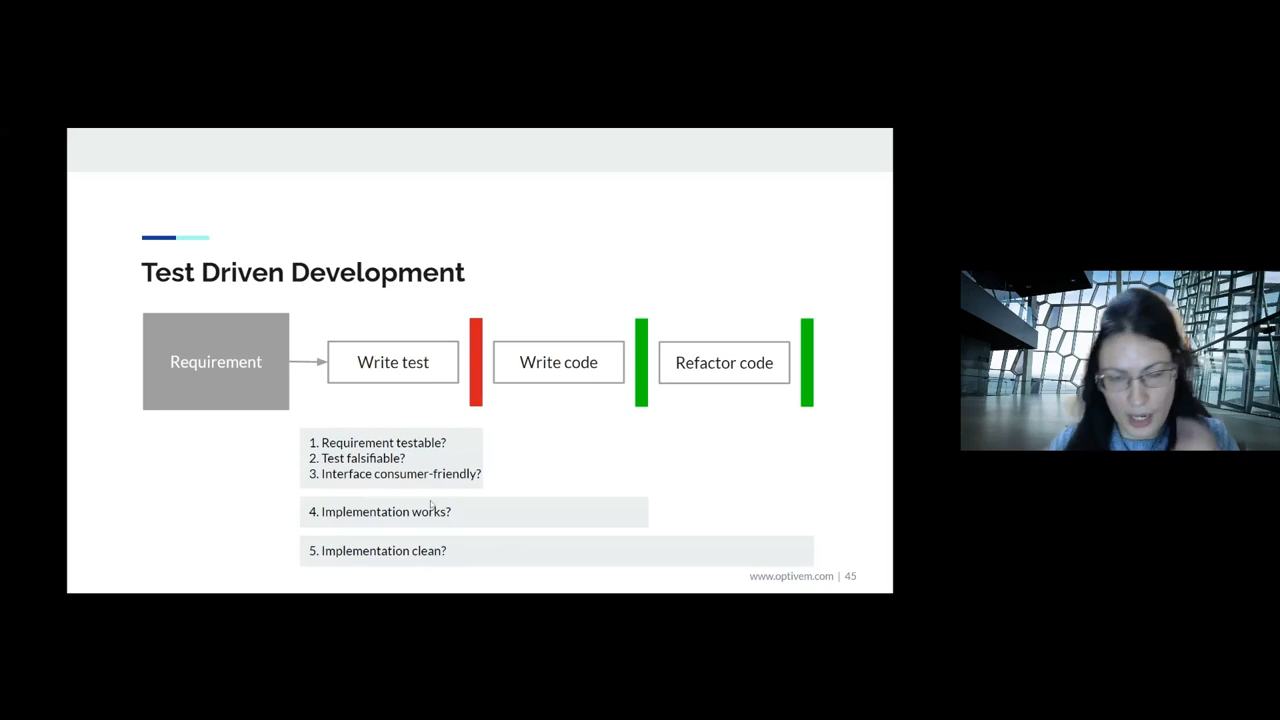 Test Driven Development
Requirement
Write test
Write code
Refactor code
1. Requirement testable?
2. Test falsifiable?
3. Interface consumer-friendly?
4. Implementation works?
5. Implementation clean?
www.optivem.com | 45